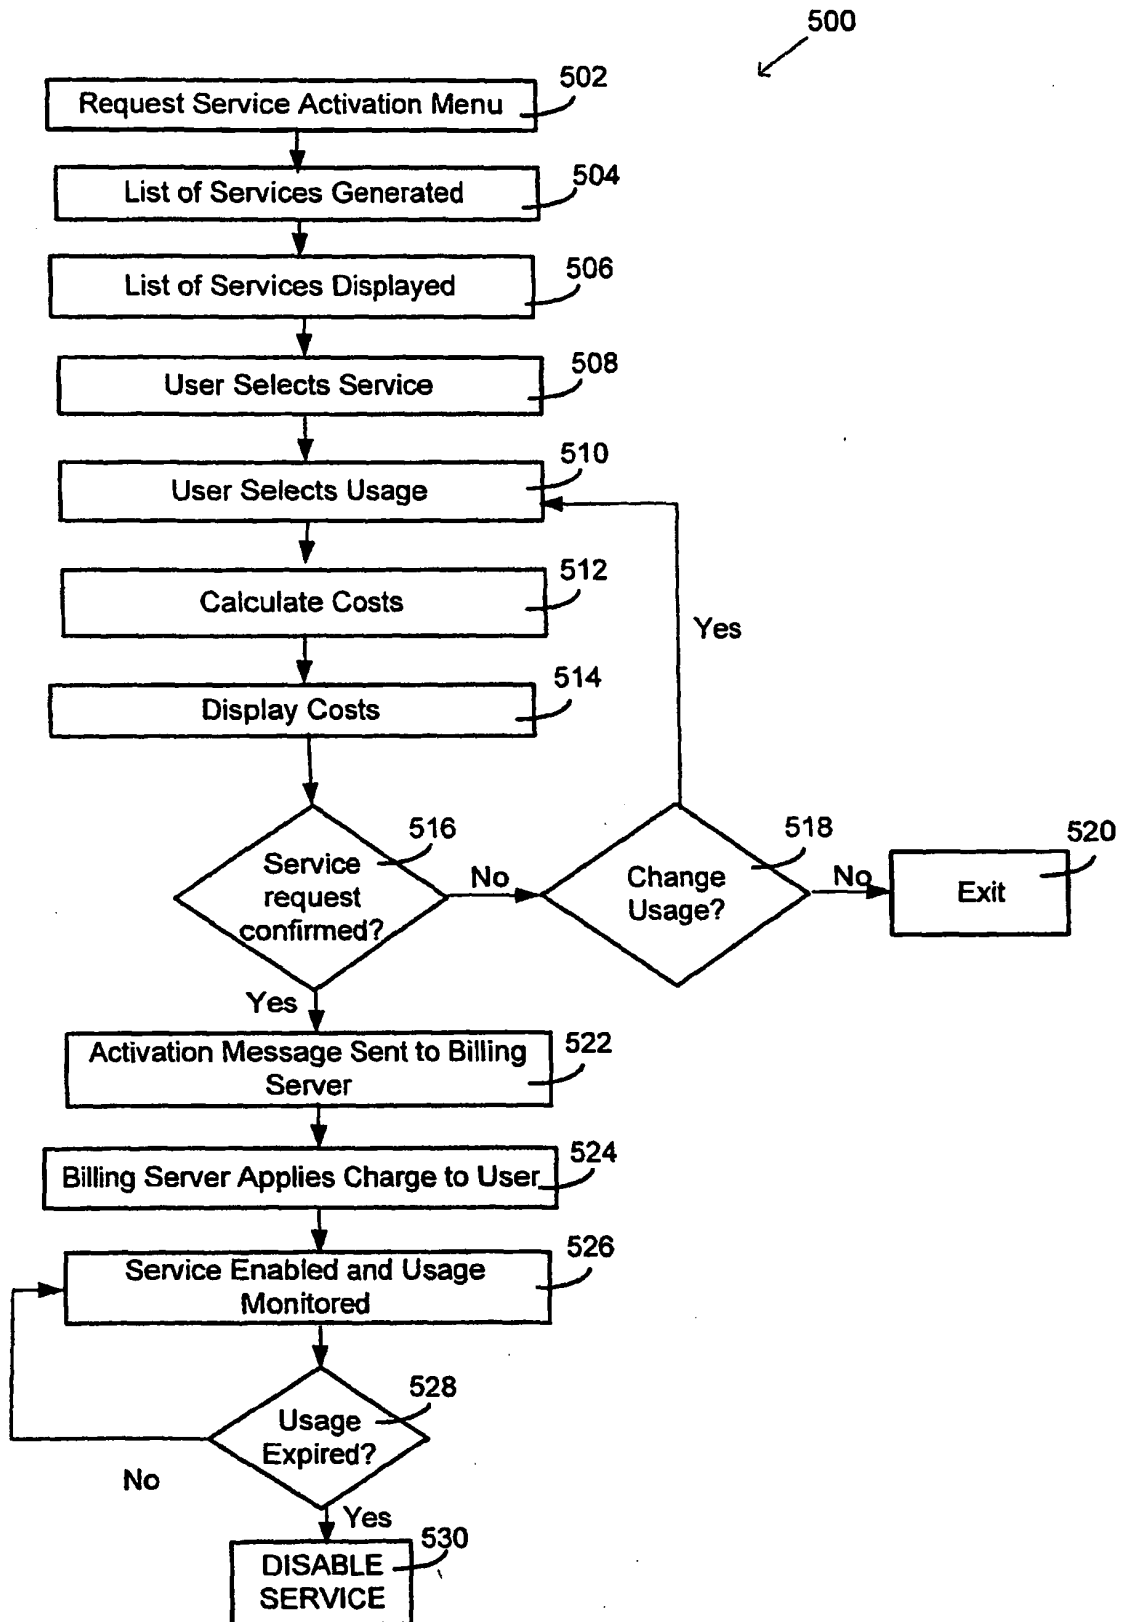 500
502
Request Service Activation Menu
504
List of Services Generated
506
List of Services Displayed
508
User Selects Service
510
User Selects Usage
512
Calculate Costs
Yes
514
Display Costs
516
Service
request
confirmed?
No
518
Change
Usage?
No
520
Exit
Yes
522
Activation Message Sent to Billing
Server
524
Billing Server Applies Charge to User
526
Service Enabled and Usage
Monitored
528
Usage
Expired?
No
Yes
530
DISABLE
SERVICE